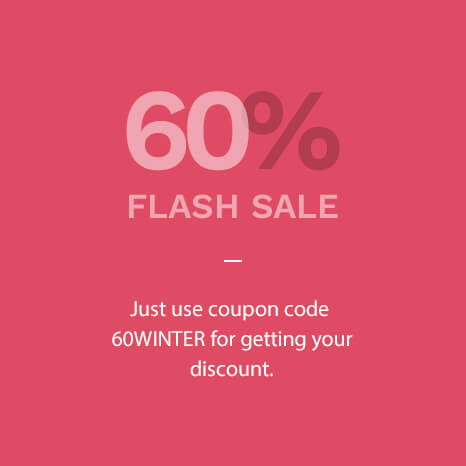 60%
FLASH SALE
Just use coupon code
60WINTER for getting your
discount.